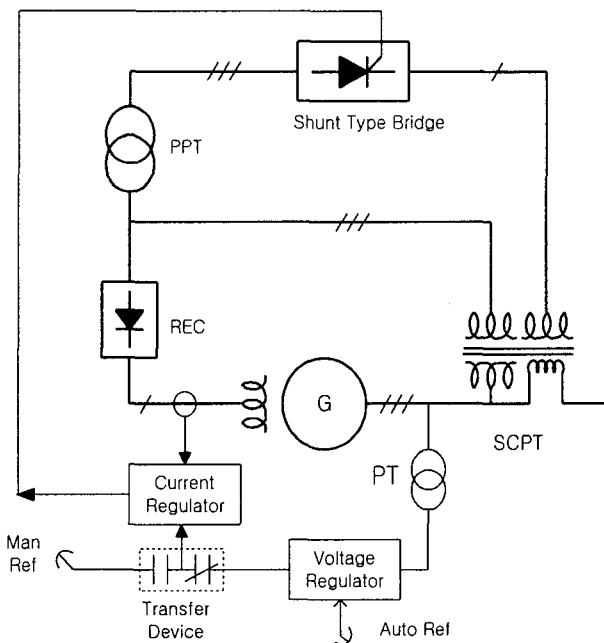 Shunt Type Bridge
PPT
REC
G
SCPT
PT
Current
Regulator
Man
Ref
Voltage
Regulator
Transfer
Device
Auto Ref